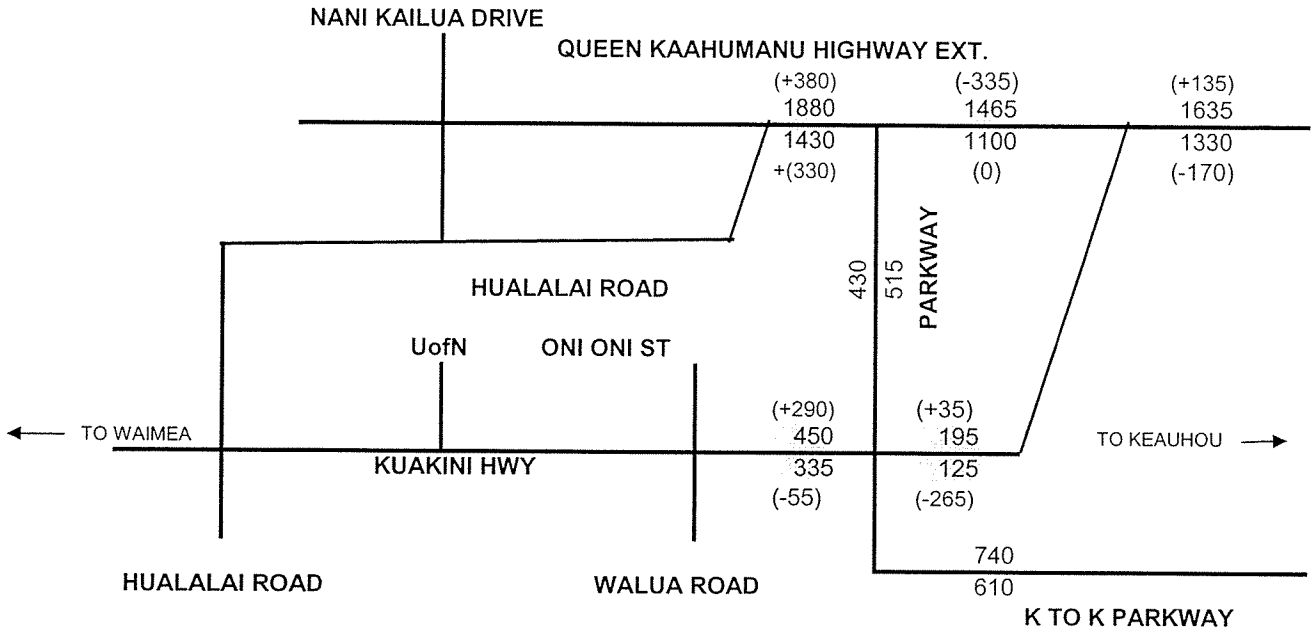 NANI KAILUA DRIVE
QUEEN KAAHUMANU HIGHWAY EXT.
(+380) (-335) (+135)
1880 1465 1635
1430 1100 1330
+(330) (0) (-170)
430 515 PARKWAY
HUALALAI ROAD
UofN ONI ONI ST
(+290) (+35)
TO WAIMEA 450 195 TO KEAUHOU
KUAKINI HWY 335 125
(-55) (-265)
740
HUALALAI ROAD WALUA ROAD 610
K TO K PARKWAY